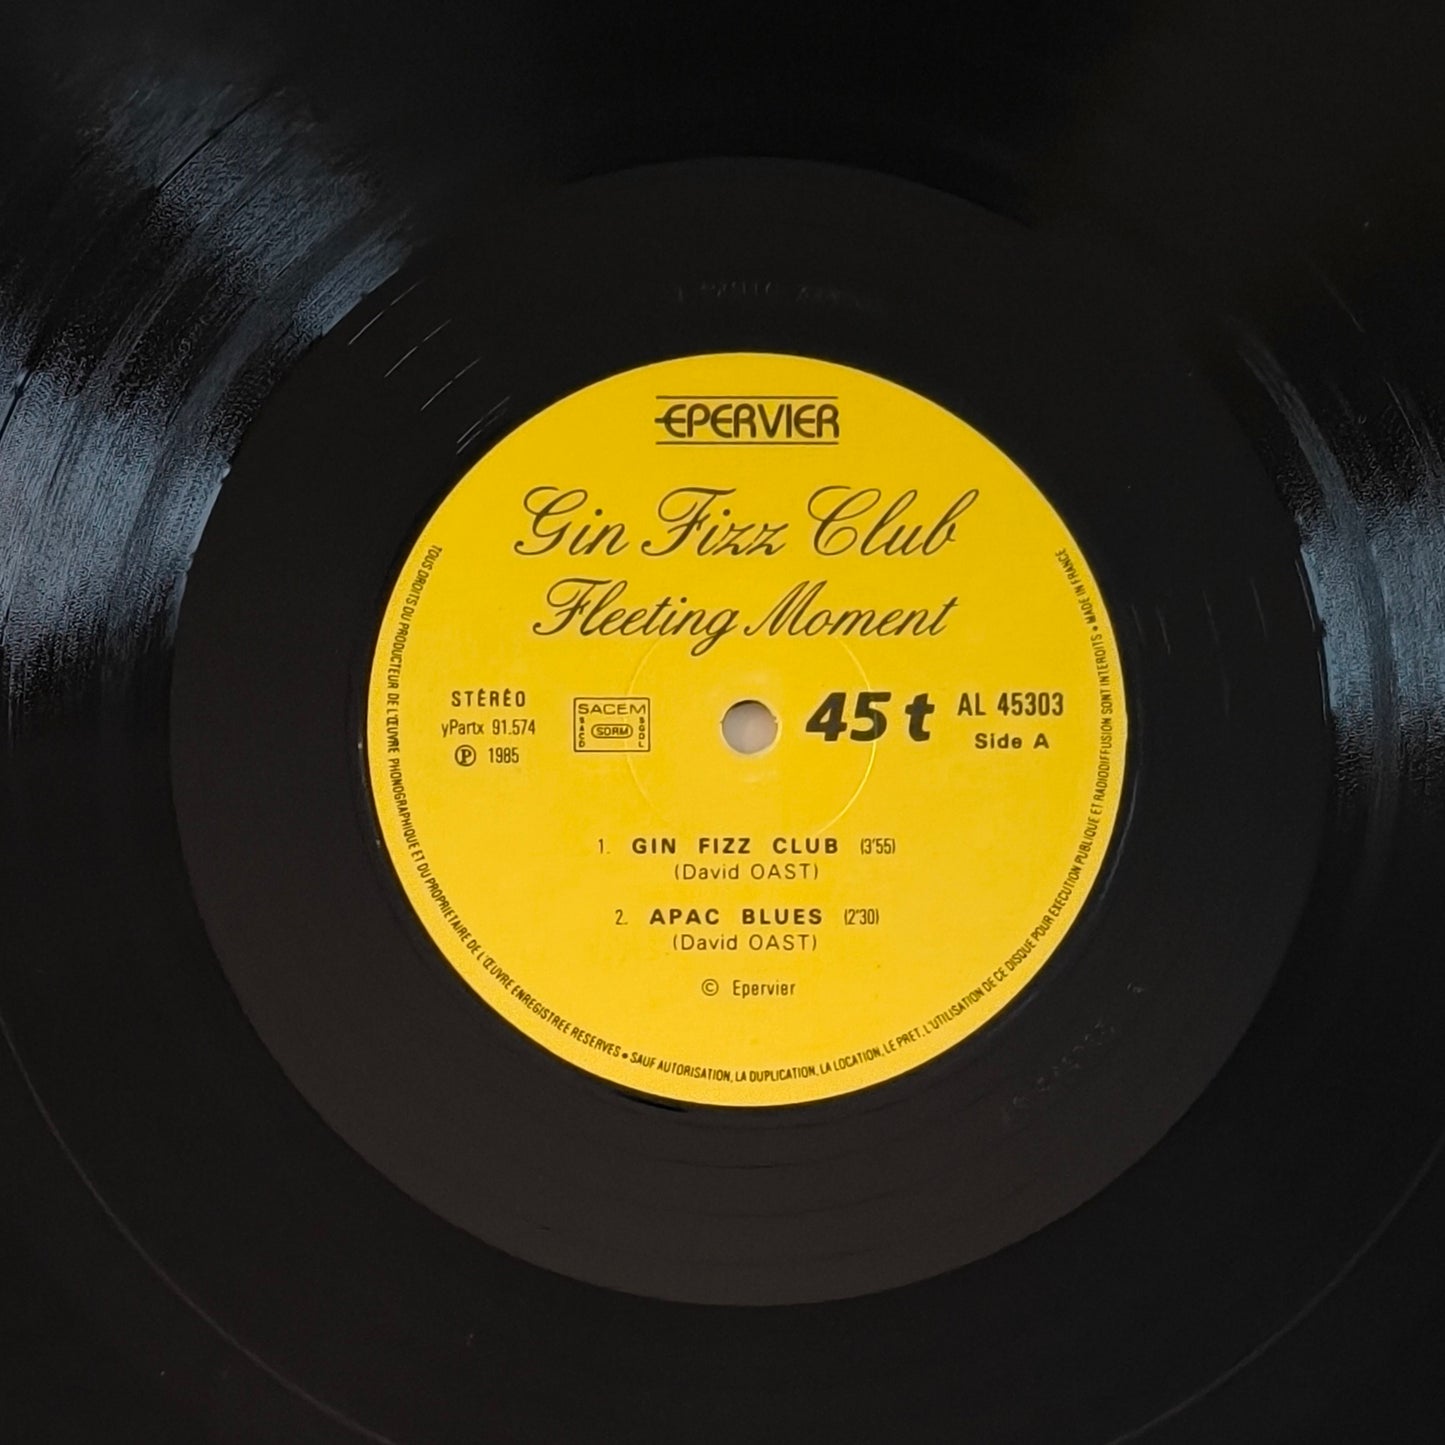 EPERVIER
Gin Fizz Club
Fleeting Moment
STÉRÉO
yPartx 91.574
Ⓟ 1985
SACEM
SACD
SDRM
SGDL
45 t
AL 45303
Side A
1. GIN FIZZ CLUB (3'55)
(David OAST)
2. APAC BLUES (2'30)
(David OAST)
© Epervier
TOUS DROITS DU PRODUCTEUR DE L'ŒUVRE PHONOGRAPHIQUE ET DU PROPRIETAIRE DE L'ŒUVRE ENREGISTREE RESERVES • SAUF AUTORISATION, LA DUPLICATION, LA LOCATION, LE PRET, L'UTILISATION DE CE DISQUE POUR EXECUTION PUBLIQUE ET RADIODIFFUSION SONT INTERDITS • MADE IN FRANCE